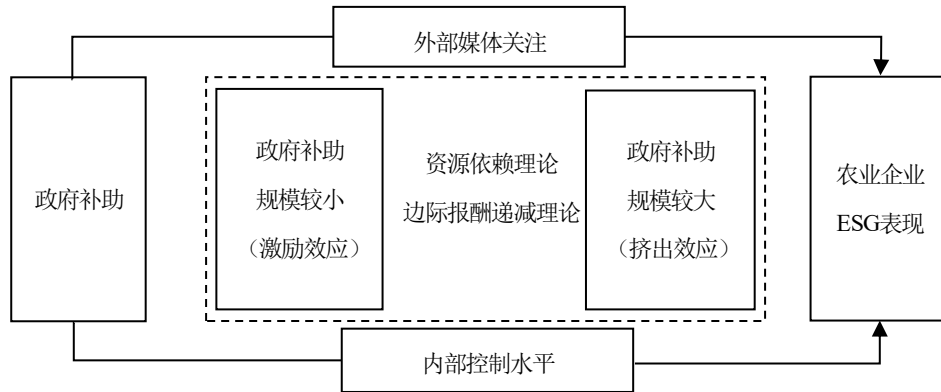 外部媒体关注
政府补助
政府补助
规模较小
（激励效应）
资源依赖理论
边际报酬递减理论
政府补助
规模较大
（挤出效应）
农业企业
ESG表现
内部控制水平